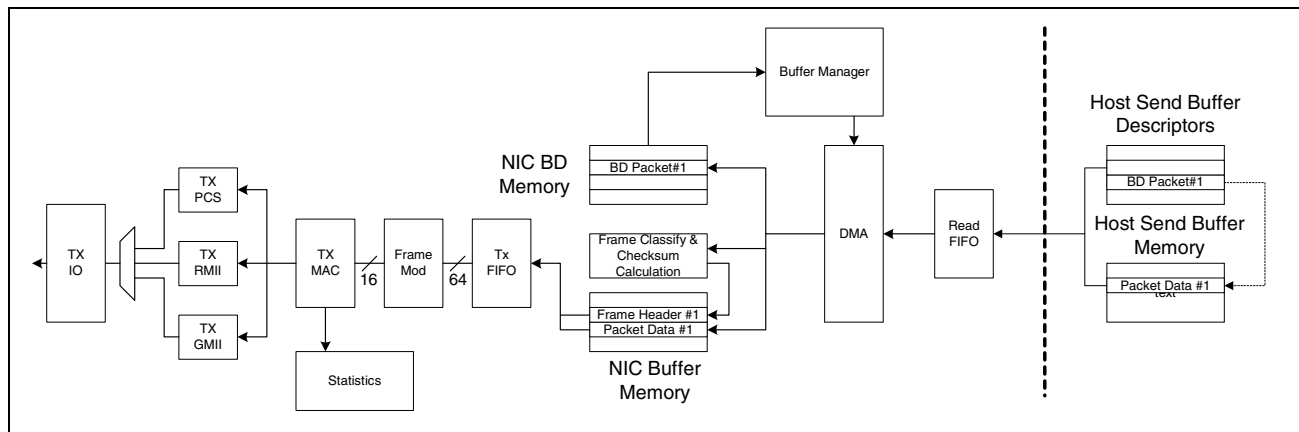 Buffer Manager
Host Send Buffer
Descriptors
NIC BD
Memory
BD Packet#1
BD Packet#1
TX
PCS
Host Send Buffer
Memory
TX
IO
TX
RMII
TX
MAC
16
Frame
Mod
64
Tx
FIFO
Frame Classify &
Checksum
Calculation
DMA
Read
FIFO
Packet Data #1
text
Frame Header #1
Packet Data #1
TX
GMII
NIC Buffer
Memory
Statistics